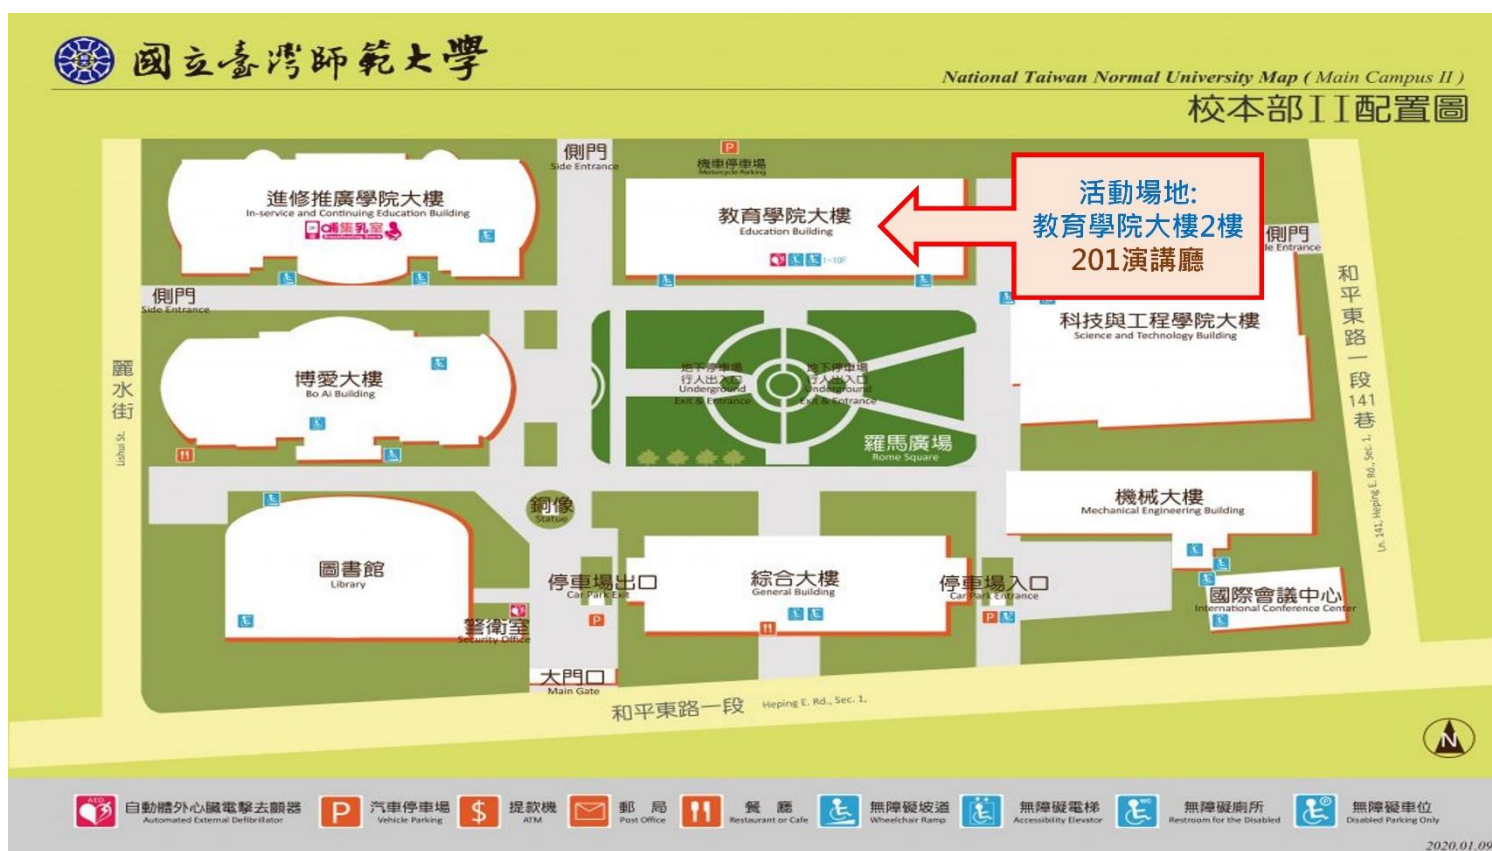 國立臺灣師範大學
National Taiwan Normal University Map ( Main Campus II )
校本部II配置圖
側門
Side Entrance
P
機車停車場
Motorcycle Parking
進修推廣學院大樓
In-service and Continuing Education Building
哺集乳室
教育學院大樓
Education Building
1~10F
活動場地:
教育學院大樓2樓
201演講廳
側門
de Entrance
側門
Side Entrance
科技與工程學院大樓
Science and Technology Building
和平東路一段141巷
Ln. 141, Heping E. Rd., Sec. 1,
麗水街
Lishui St.
博愛大樓
Bo Ai Building
地下停車場
行人出入口
Underground
Exit & Entrance
地下停車場
行人出入口
Underground
Exit & Entrance
羅馬廣場
Rome Square
銅像
Statue
機械大樓
Mechanical Engineering Building
圖書館
Library
停車場出口
Car Park Exit
P
綜合大樓
General Building
停車場入口
Car Park Entrance
P
國際會議中心
International Conference Center
警衛室
Security Office
大門口
Main Gate
和平東路一段 Heping E. Rd., Sec. 1,
N
AED
自動體外心臟電擊去顫器
Automated External Defibrillator
P
汽車停車場
Vehicle Parking
$
提款機
ATM
郵局
Post Office
餐廳
Restaurant or Cafe
無障礙坡道
Wheelchair Ramp
無障礙電梯
Accessibility Elevator
WC
無障礙廁所
Restroom for the Disabled
P
無障礙車位
Disabled Parking Only
2020.01.09